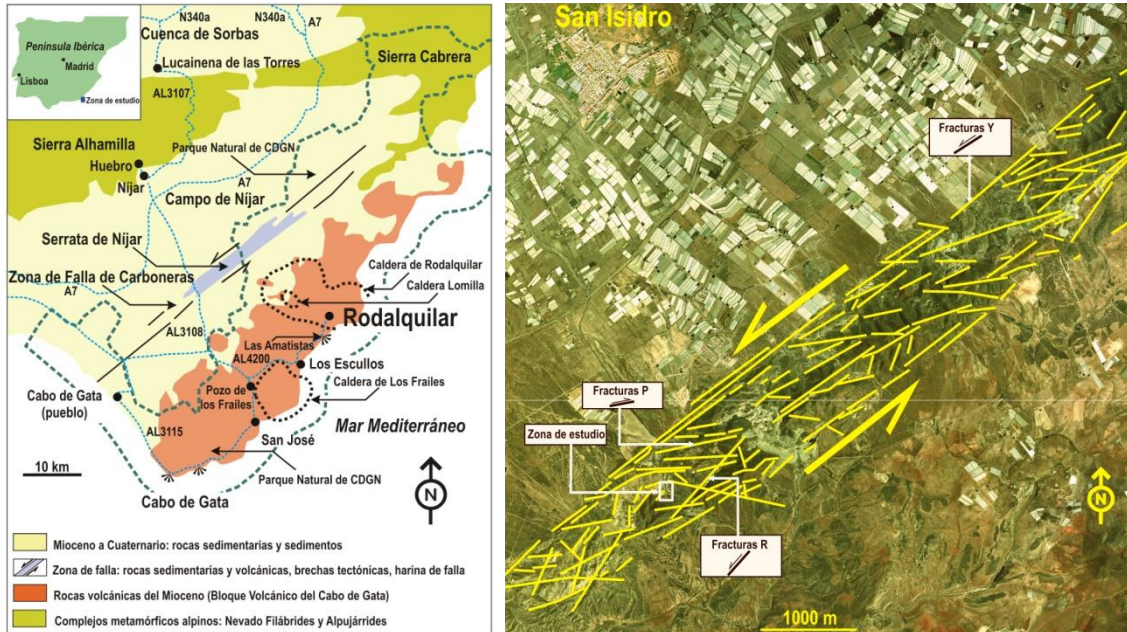 N340a
N340a
A7
Cuenca de Sorbas
Península Ibérica
Madrid
Lisboa
Zona de estudio
Lucainena de las Torres
Sierra Cabrera
AL3107
Sierra Alhamilla
Parque Natural de CDGN
Huebro
Níjar
A7
Campo de Níjar
Serrata de Níjar
Zona de Falla de Carboneras
A7
Caldera de Rodalquilar
Caldera Lomilla
Rodalquilar
AL3108
Las Amatistas
AL4200
Los Escullos
Caldera de Los Frailes
Pozo de
los Frailes
Cabo de Gata
(pueblo)
AL3115
Mar Mediterráneo
San José
10 km
Parque Natural de CDGN
Cabo de Gata
N
Mioceno a Cuaternario: rocas sedimentarias y sedimentos
Zona de falla: rocas sedimentarias y volcánicas, brechas tectónicas, harina de falla
Rocas volcánicas del Mioceno (Bloque Volcánico del Cabo de Gata)
Complejos metamórficos alpinos: Nevado Filábrides y Alpujárrides
San Isidro
Fracturas Y
Fracturas P
Zona de estudio
Fracturas R
N
1000 m